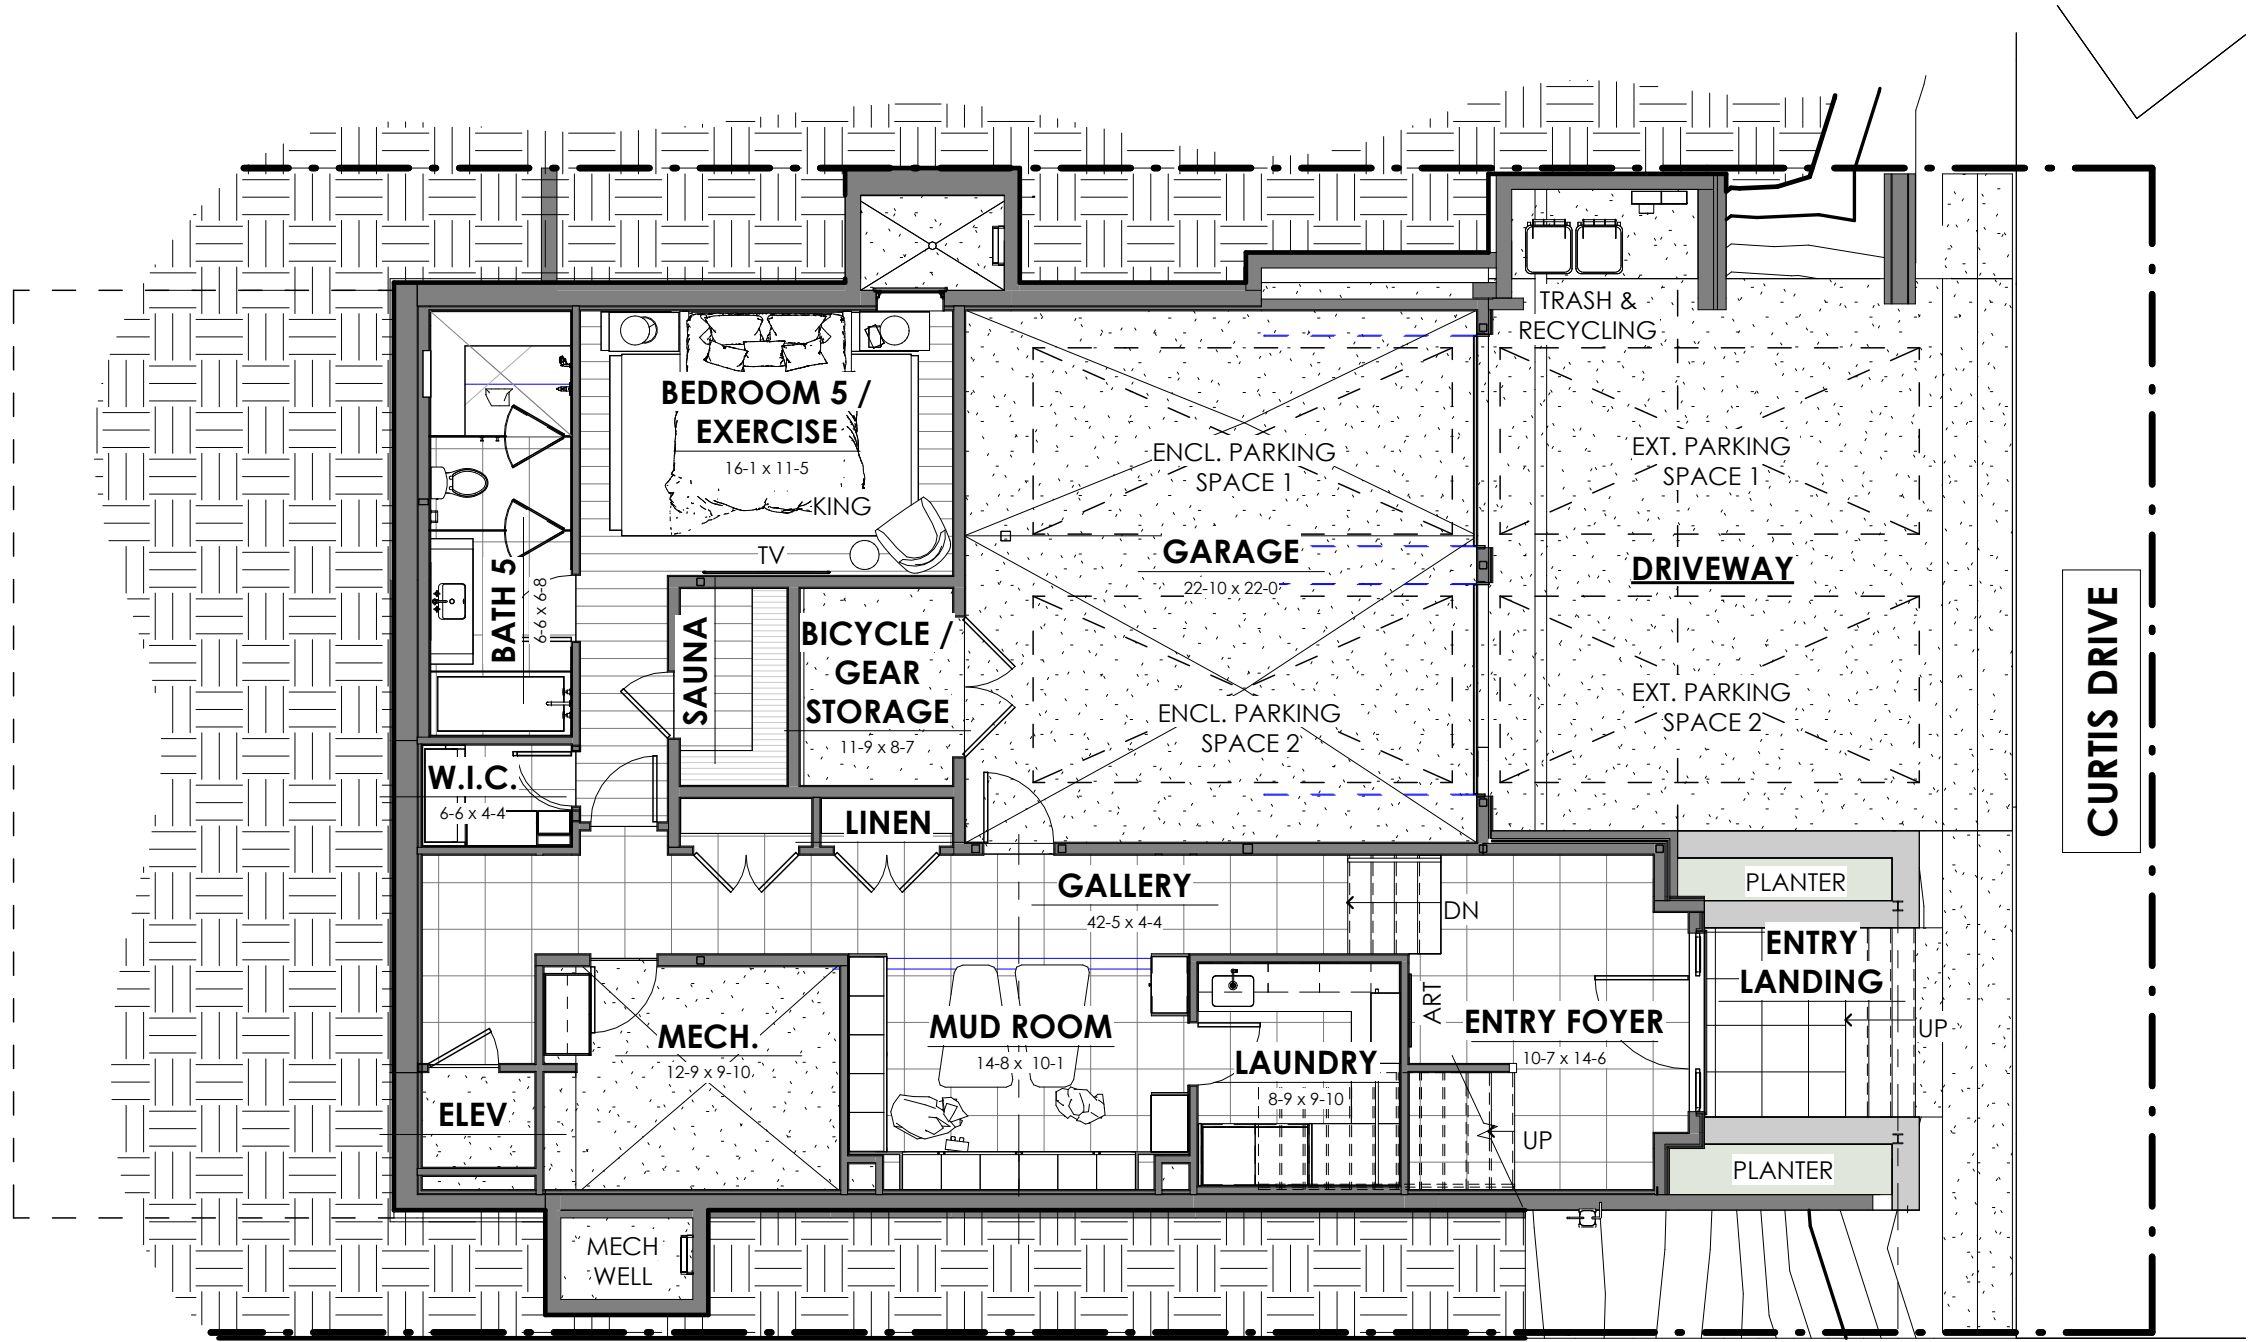 TRASH &
RECYCLING
BEDROOM 5 /
EXERCISE
16-1 x 11-5
KING
TV
ENCL. PARKING
SPACE 1
EXT. PARKING
SPACE 1
GARAGE
22-10 x 22-0
DRIVEWAY
BATH 5
6-6 x 6-8
SAUNA
BICYCLE /
GEAR
STORAGE
11-9 x 8-7
ENCL. PARKING
SPACE 2
EXT. PARKING
SPACE 2
CURTIS DRIVE
W.I.C.
6-6 x 4-4
LINEN
GALLERY
42-5 x 4-4
DN
PLANTER
ENTRY
LANDING
UP
MECH.
12-9 x 9-10
MUD ROOM
14-8 x 10-1
LAUNDRY
8-9 x 9-10
ART
ENTRY FOYER
10-7 x 14-6
ELEV
UP
PLANTER
MECH
WELL